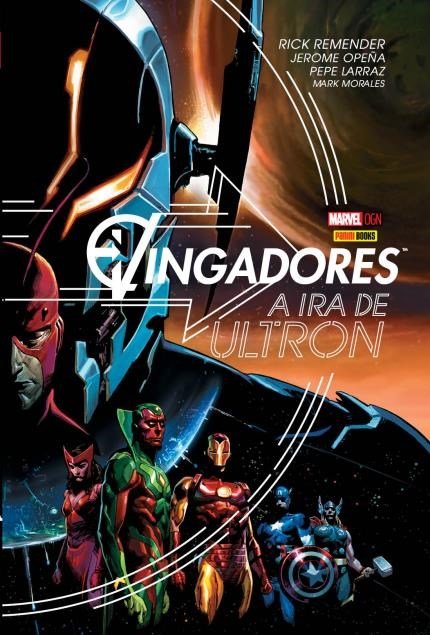 RICK REMENDER
JEROME OPEÑA
PEPE LARRAZ
MARK MORALES
MARVEL OGN
PANINI BOOKS
VINGADORES™
A IRA DE
ULTRON